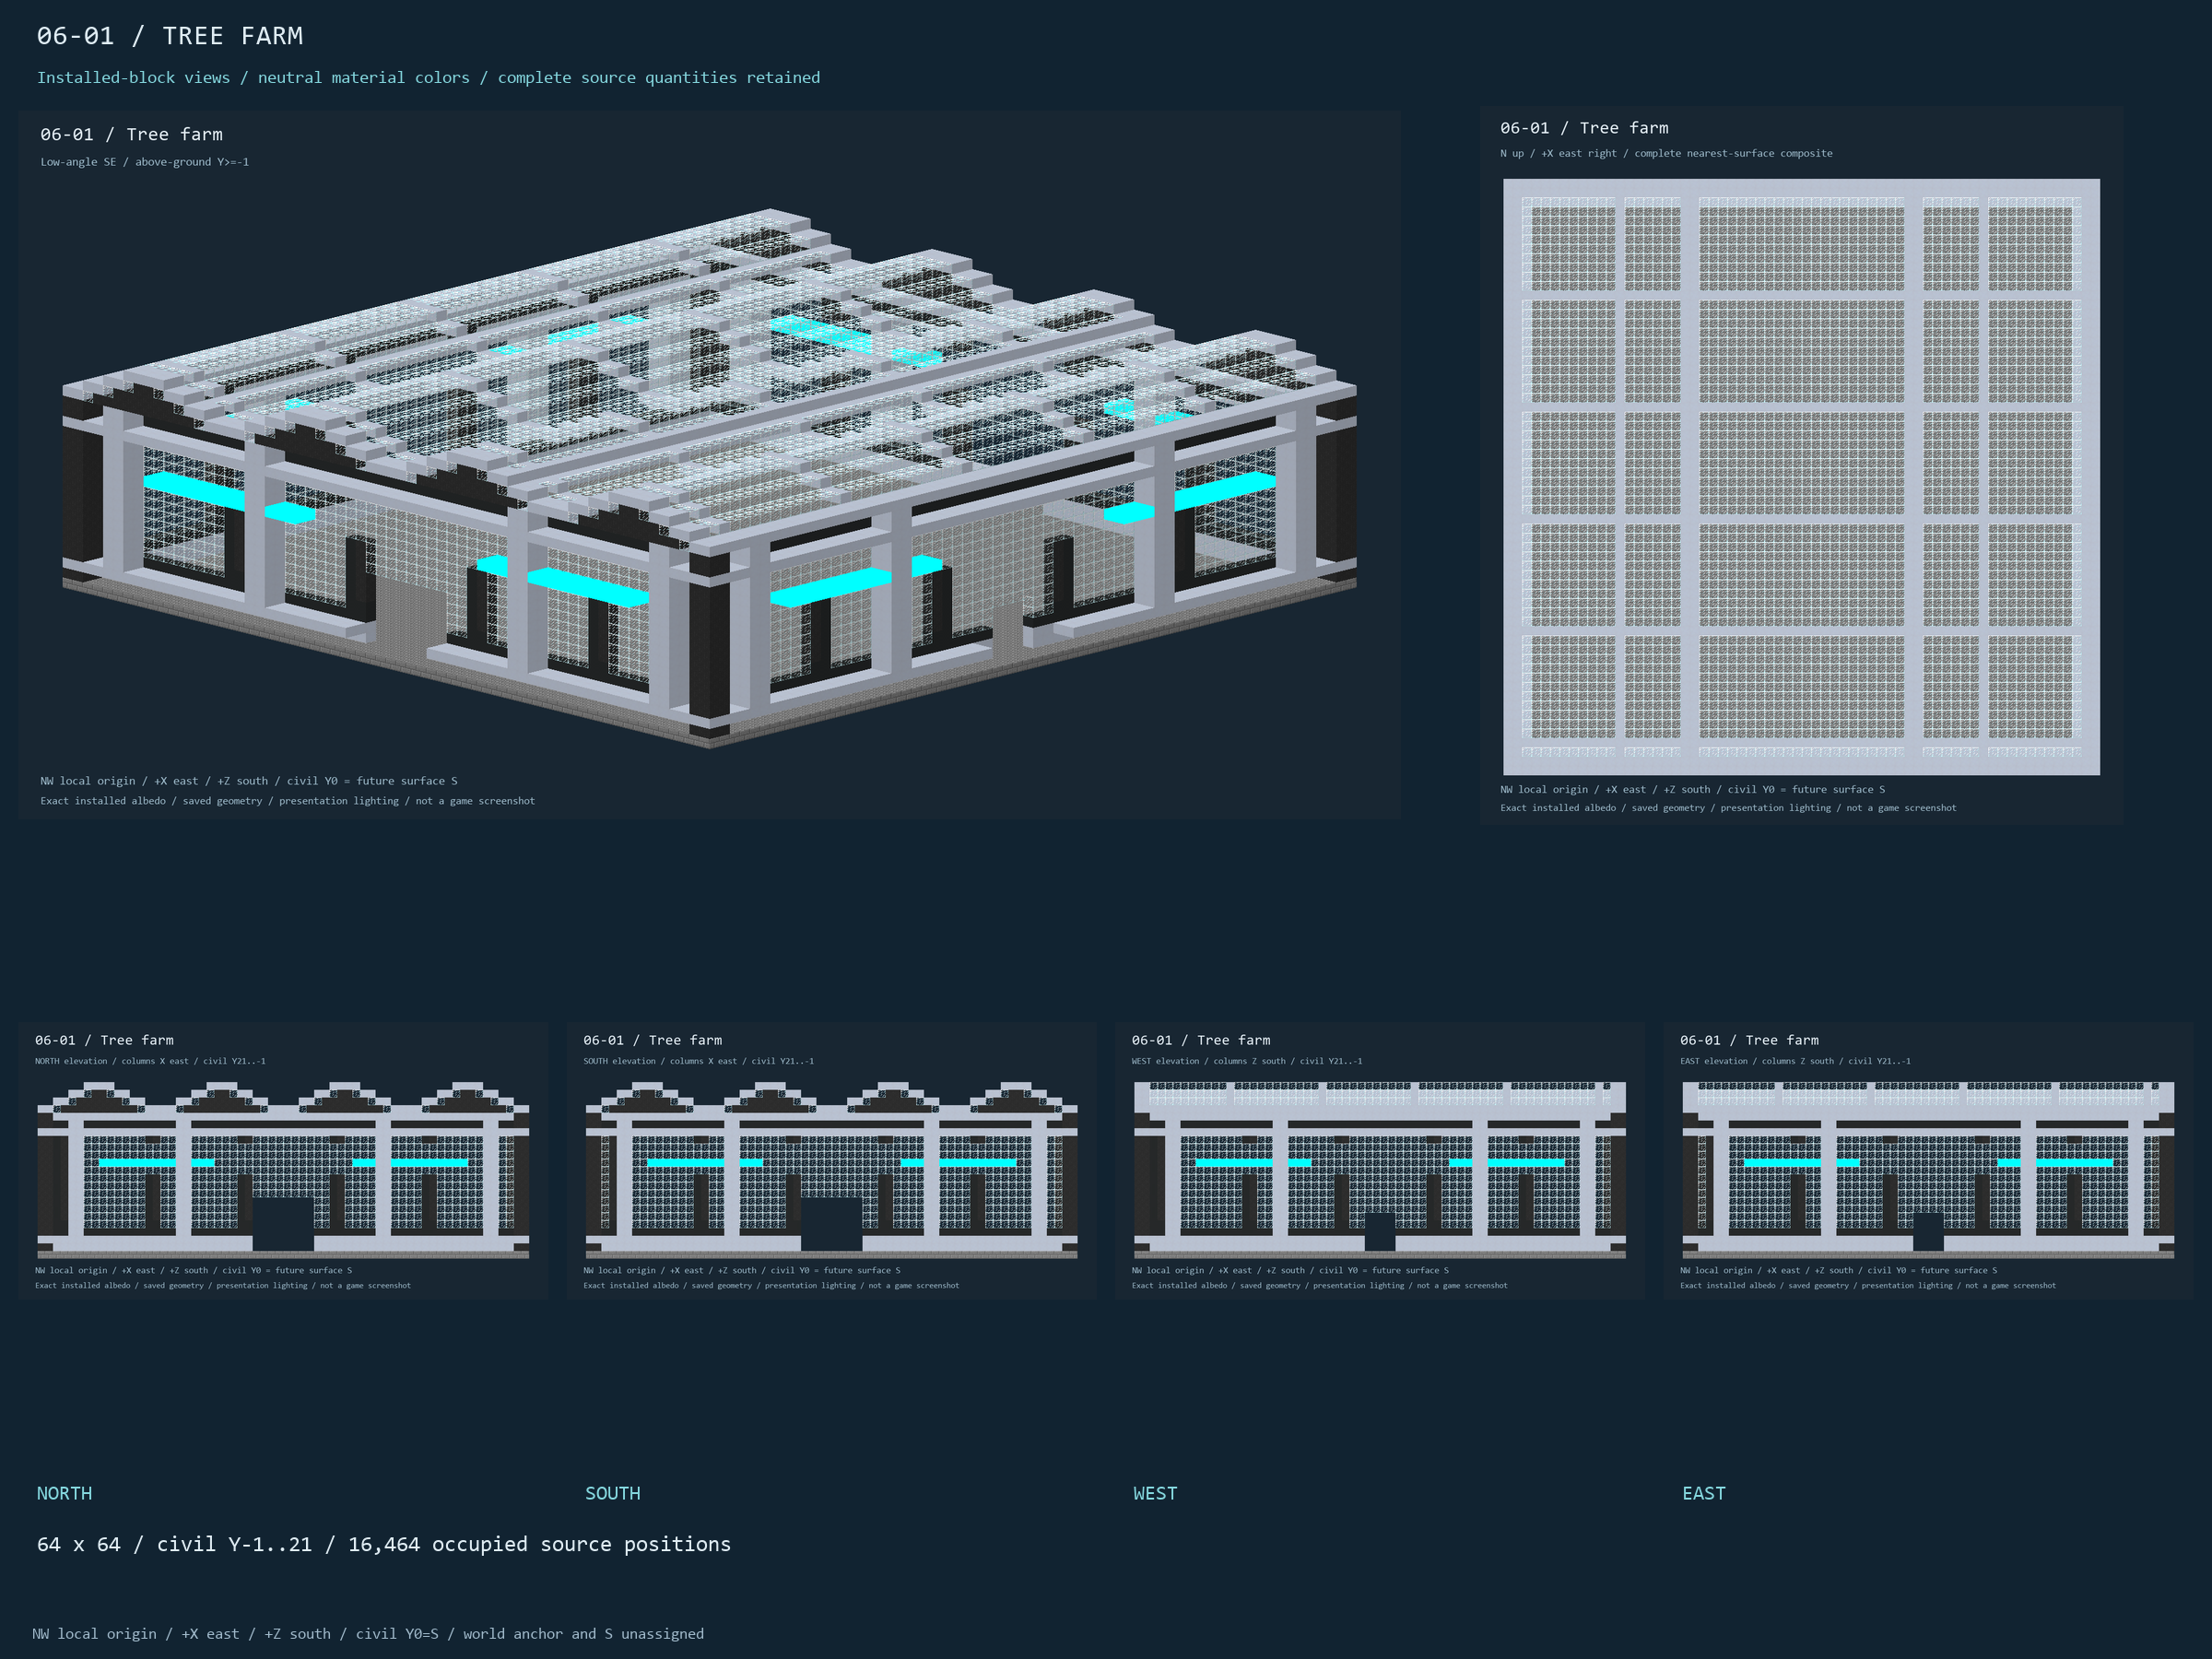 06-01 / TREE FARM
Installed-block views / neutral material colors / complete source quantities retained
06-01 / Tree farm
Low-angle SE / above-ground Y>=-1
NW local origin / +X east / +Z south / civil Y0 = future surface S
Exact installed albedo / saved geometry / presentation lighting / not a game screenshot
06-01 / Tree farm
N up / +X east right / complete nearest-surface composite
NW local origin / +X east / +Z south / civil Y0 = future surface S
Exact installed albedo / saved geometry / presentation lighting / not a game screenshot
06-01 / Tree farm
NORTH elevation / columns X east / civil Y21..-1
NW local origin / +X east / +Z south / civil Y0 = future surface S
Exact installed albedo / saved geometry / presentation lighting / not a game screenshot
06-01 / Tree farm
SOUTH elevation / columns X east / civil Y21..-1
NW local origin / +X east / +Z south / civil Y0 = future surface S
Exact installed albedo / saved geometry / presentation lighting / not a game screenshot
06-01 / Tree farm
WEST elevation / columns Z south / civil Y21..-1
NW local origin / +X east / +Z south / civil Y0 = future surface S
Exact installed albedo / saved geometry / presentation lighting / not a game screenshot
06-01 / Tree farm
EAST elevation / columns Z south / civil Y21..-1
NW local origin / +X east / +Z south / civil Y0 = future surface S
Exact installed albedo / saved geometry / presentation lighting / not a game screenshot
NORTH
SOUTH
WEST
EAST
64 x 64 / civil Y-1..21 / 16,464 occupied source positions
NW local origin / +X east / +Z south / civil Y0=S / world anchor and S unassigned